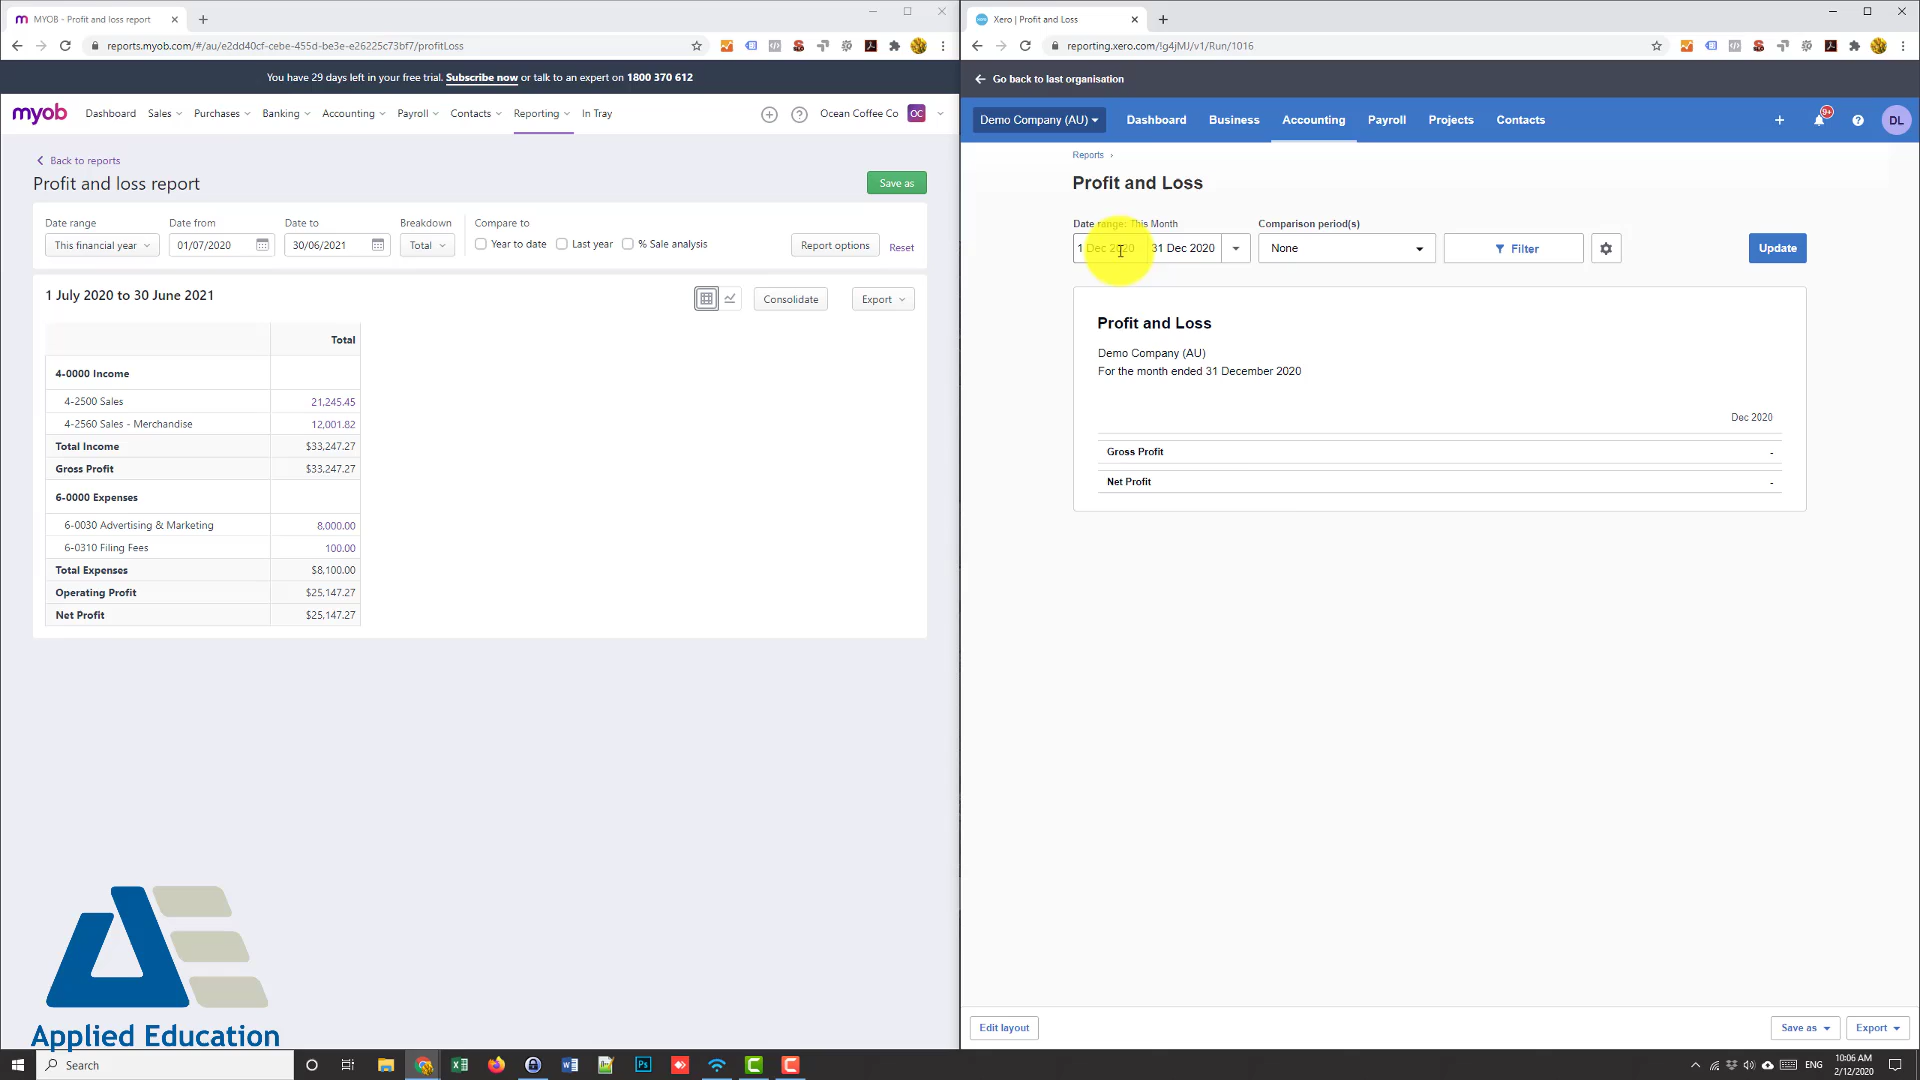 MYOB - Profit and loss report
reports.myob.com/#/au/e2dd40cf-cebe-455d-be3e-e26225c73bf7/profitLoss
You have 29 days left in your free trial. Subscribe now or talk to an expert on 1800 370 612
myob Dashboard Sales Purchases Banking Accounting Payroll Contacts Reporting In Tray Ocean Coffee Co OC
Back to reports
Profit and loss report
Save as
Date range Date from Date to Breakdown Compare to
This financial year 01/07/2020 30/06/2021 Total Year to date Last year % Sale analysis Report options Reset
1 July 2020 to 30 June 2021
Consolidate Export
Total
4-0000 Income
4-2500 Sales 21,245.45
4-2560 Sales - Merchandise 12,001.82
Total Income $33,247.27
Gross Profit $33,247.27
6-0000 Expenses
6-0030 Advertising & Marketing 8,000.00
6-0310 Filing Fees 100.00
Total Expenses $8,100.00
Operating Profit $25,147.27
Net Profit $25,147.27
Applied Education
Xero | Profit and Loss
reporting.xero.com/!g4jMJ/v1/Run/1016
Go back to last organisation
Demo Company (AU) Dashboard Business Accounting Payroll Projects Contacts 9+ DL
Reports
Profit and Loss
Date range: This Month Comparison period(s)
1 Dec 2020 31 Dec 2020 None Filter Update
Profit and Loss
Demo Company (AU)
For the month ended 31 December 2020
Dec 2020
Gross Profit -
Net Profit -
Edit layout Save as Export
Search
ENG
10:06 AM
2/12/2020